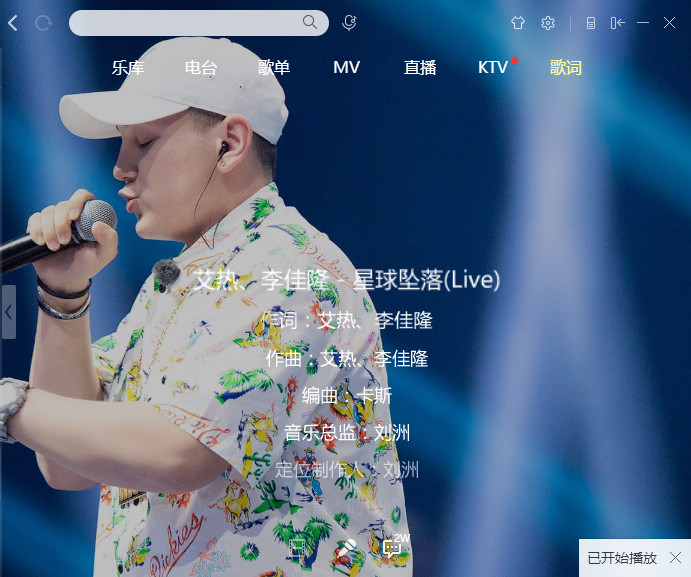 乐库 电台 歌单 MV 直播 KTV 歌词
艾热、李佳隆 - 星球坠落(Live)
作词：艾热、李佳隆
作曲：艾热、李佳隆
编曲：卡斯
音乐总监：刘洲
定位制作人：刘洲
Dickies
2W
已开始播放